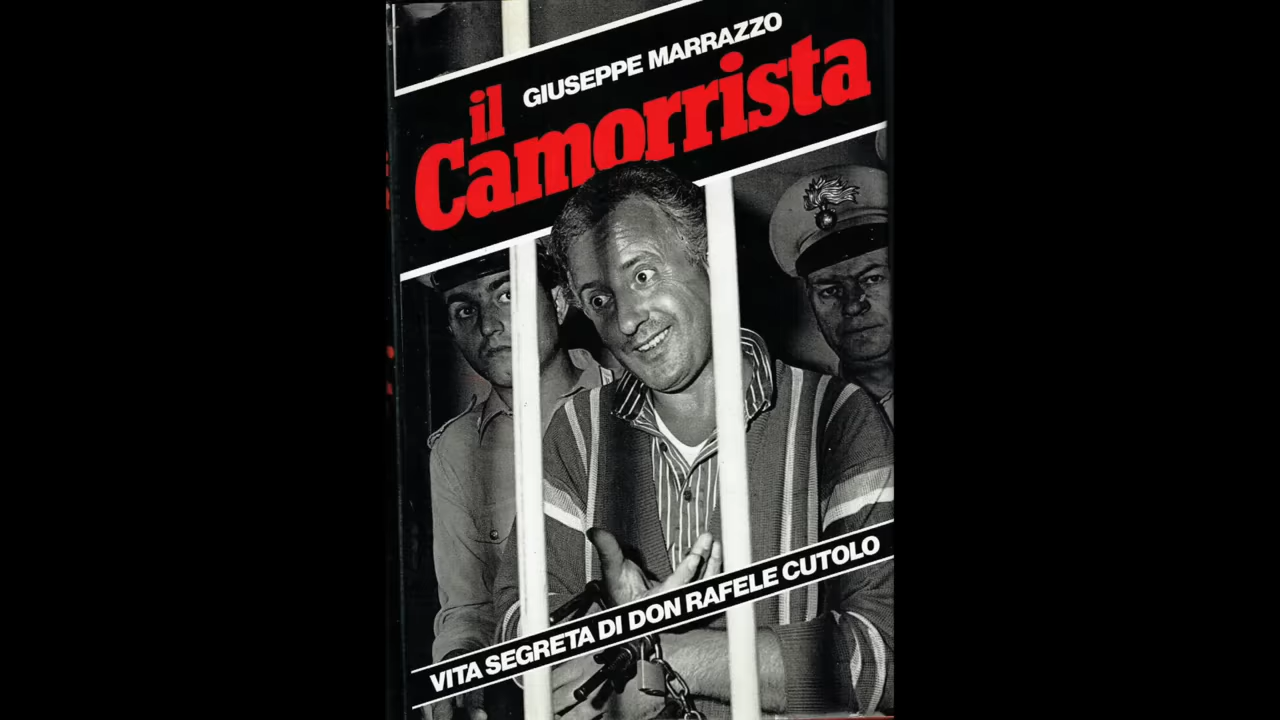 GIUSEPPE MARRAZZO
il
Camorrista
VITA SEGRETA DI DON RAFELE CUTOLO